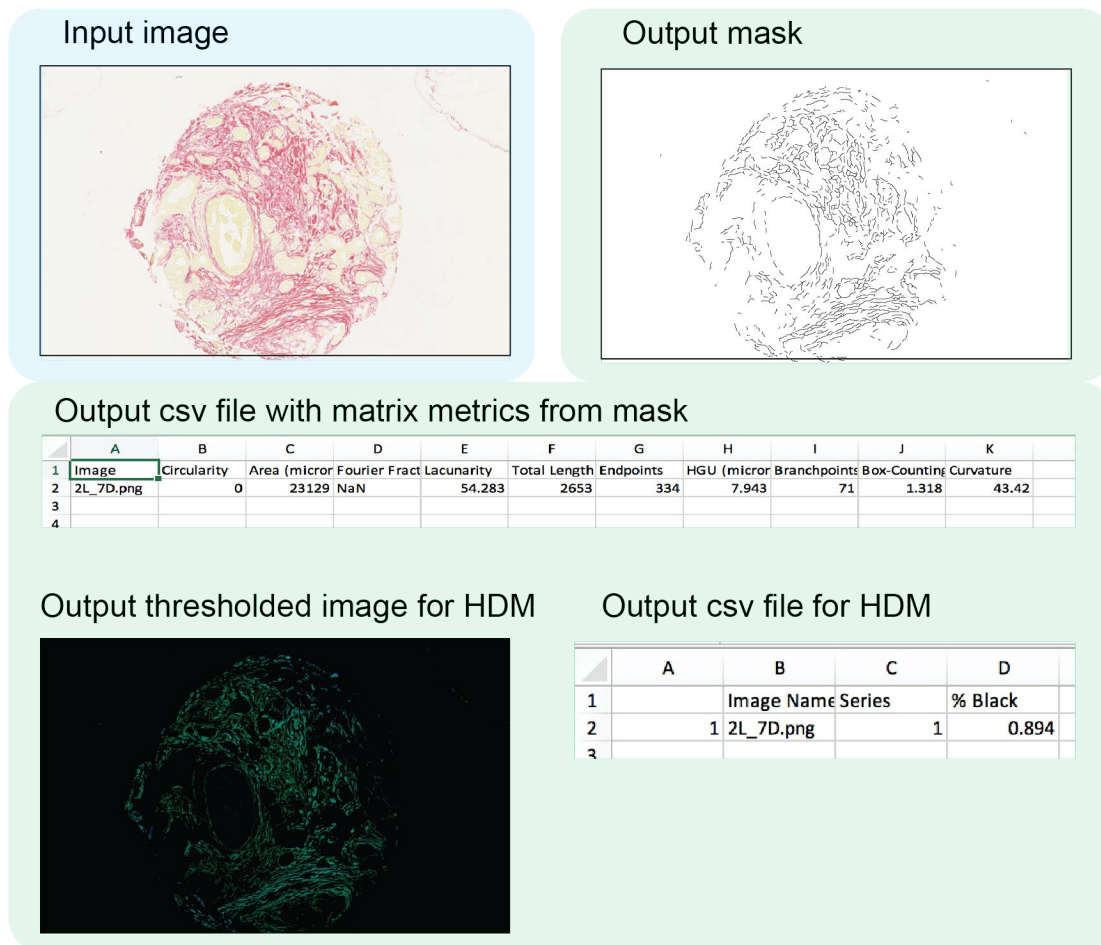 Input image
Output mask
Output csv file with matrix metrics from mask
A B C D E F G H I J K
1 Image Circularity Area (micror Fourier Fract Lacunarity Total Length Endpoints HGU (micror Branchpoints Box-Counting Curvature
2 2L_7D.png 0 23129 NaN 54.283 2653 334 7.943 71 1.318 43.42
3
4
Output thresholded image for HDM
Output csv file for HDM
A B C D
1 Image Name Series % Black
2 1 2L_7D.png 1 0.894
3